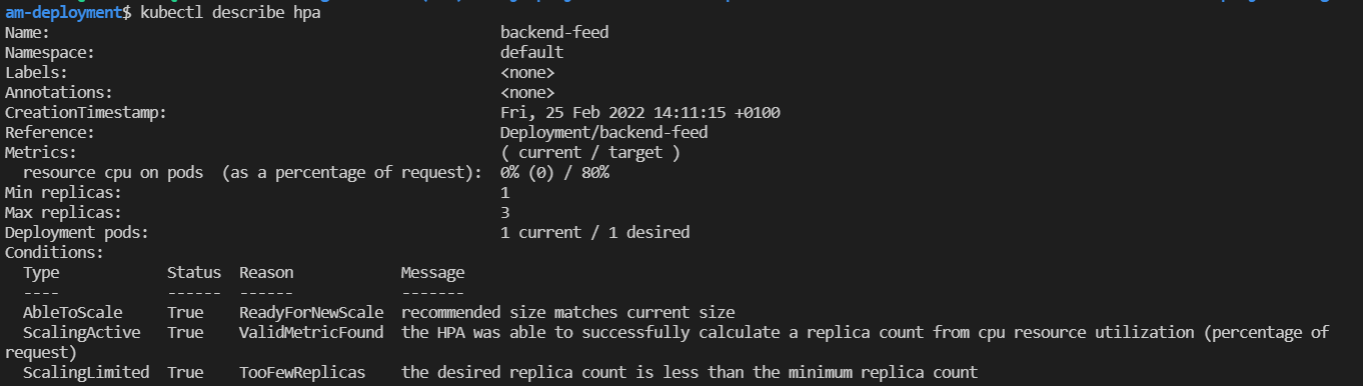 am-deployment$ kubectl describe hpa
Name: backend-feed
Namespace: default
Labels: <none>
Annotations: <none>
CreationTimestamp: Fri, 25 Feb 2022 14:11:15 +0100
Reference: Deployment/backend-feed
Metrics: ( current / target )
resource cpu on pods (as a percentage of request): 0% (0) / 80%
Min replicas: 1
Max replicas: 3
Deployment pods: 1 current / 1 desired
Conditions:
Type Status Reason Message
---- ------ ------ -------
AbleToScale True ReadyForNewScale recommended size matches current size
ScalingActive True ValidMetricFound the HPA was able to successfully calculate a replica count from cpu resource utilization (percentage of
request)
ScalingLimited True TooFewReplicas the desired replica count is less than the minimum replica count